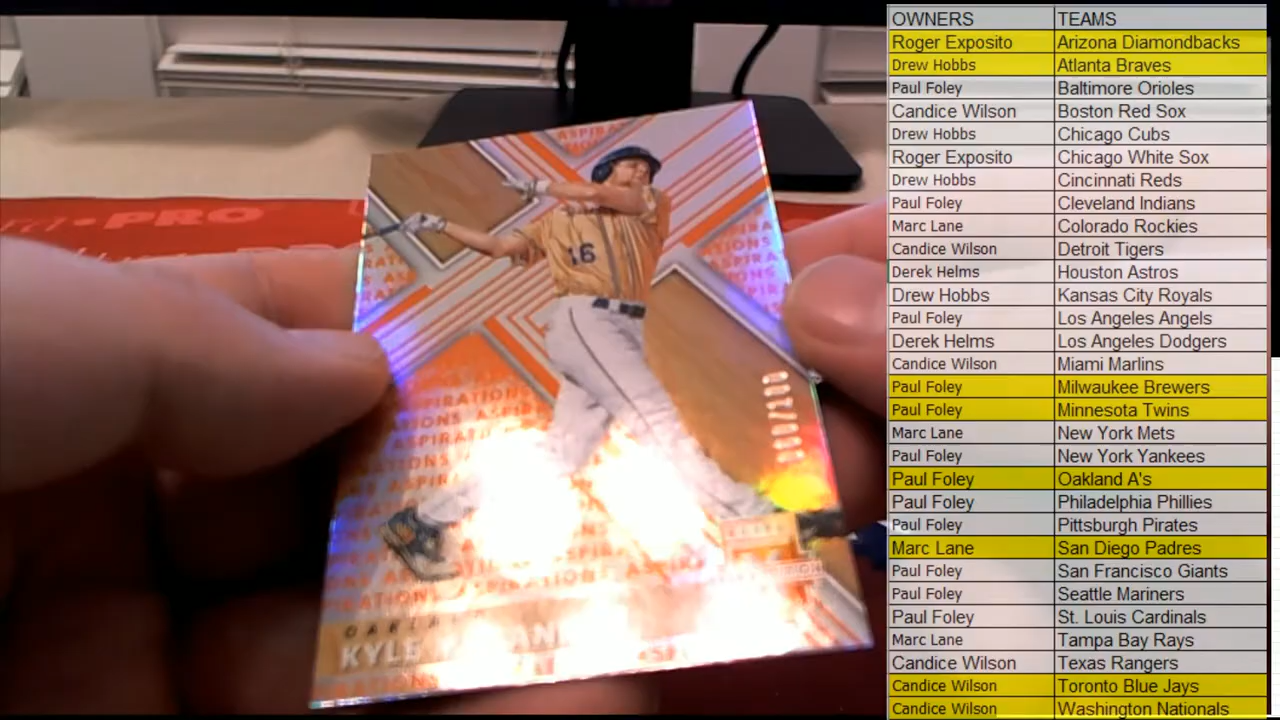 OWNERS TEAMS
Roger Exposito Arizona Diamondbacks
Drew Hobbs Atlanta Braves
Paul Foley Baltimore Orioles
Candice Wilson Boston Red Sox
Drew Hobbs Chicago Cubs
Roger Exposito Chicago White Sox
Drew Hobbs Cincinnati Reds
Paul Foley Cleveland Indians
Marc Lane Colorado Rockies
Candice Wilson Detroit Tigers
Derek Helms Houston Astros
Drew Hobbs Kansas City Royals
Paul Foley Los Angeles Angels
Derek Helms Los Angeles Dodgers
Candice Wilson Miami Marlins
Paul Foley Milwaukee Brewers
Paul Foley Minnesota Twins
Marc Lane New York Mets
Paul Foley New York Yankees
Paul Foley Oakland A's
Paul Foley Philadelphia Phillies
Paul Foley Pittsburgh Pirates
Marc Lane San Diego Padres
Paul Foley San Francisco Giants
Paul Foley Seattle Mariners
Paul Foley St. Louis Cardinals
Marc Lane Tampa Bay Rays
Candice Wilson Texas Rangers
Candice Wilson Toronto Blue Jays
Candice Wilson Washington Nationals
PRO
16
ASPIRATIONS
KYLE